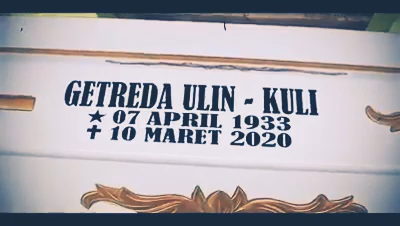 GETREDA ULIN - KULI
★ 07 APRIL 1933
✝ 10 MARET 2020